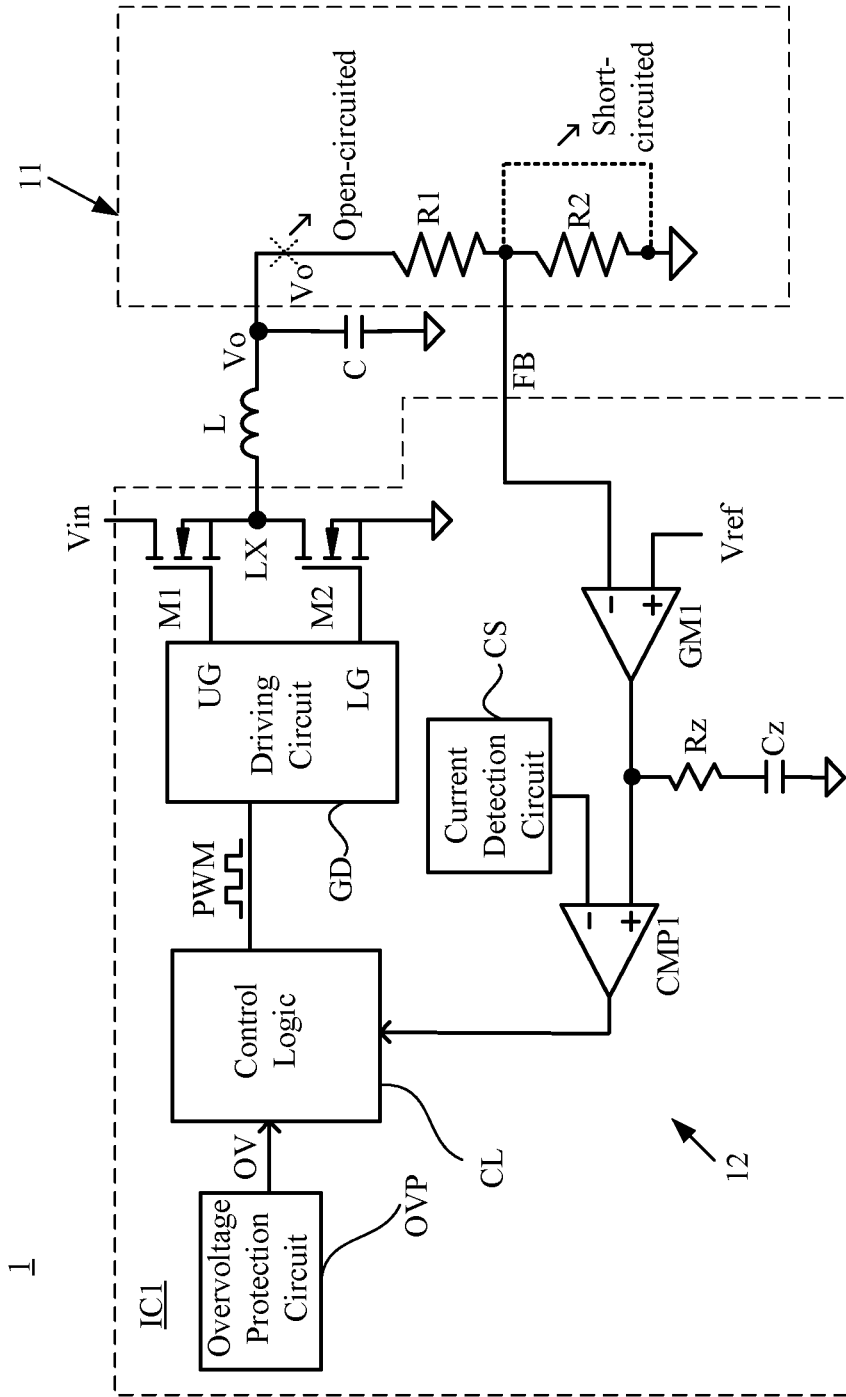 1
IC1
Overvoltage
Protection
Circuit
OVP
OV
Control
Logic
CL
PWM
Driving
Circuit
UG
LG
GD
Vin
M1
M2
LX
L
Vo
C
11
Vo
Open-circuited
R1
R2
Short-
circuited
FB
Current
Detection
Circuit
CS
CMP1
−
+
GM1
−
+
Vref
Rz
Cz
12